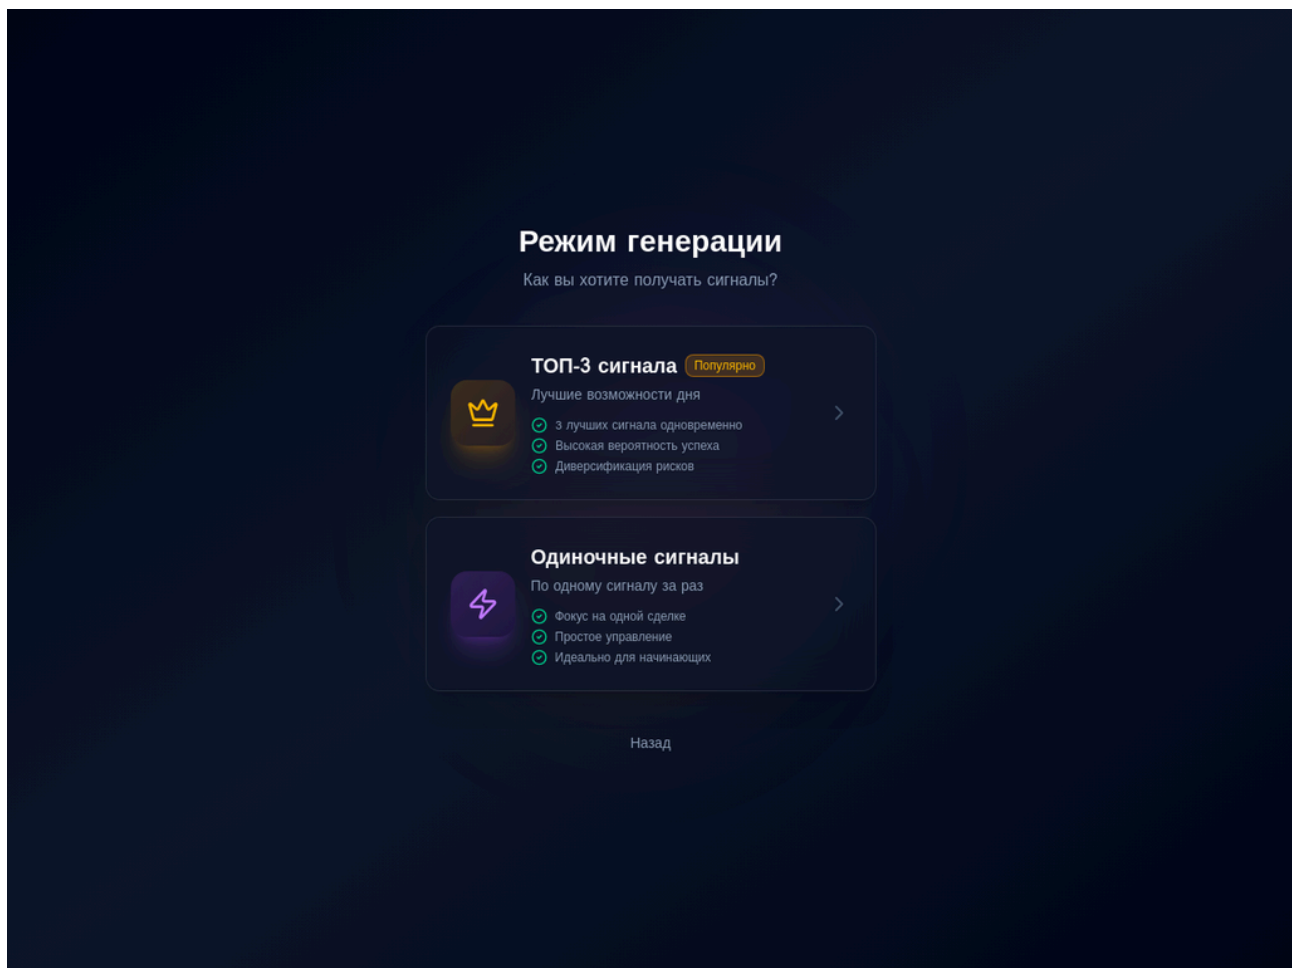 Режим генерации
Как вы хотите получать сигналы?
ТОП-3 сигнала Популярно
Лучшие возможности дня
3 лучших сигнала одновременно
Высокая вероятность успеха
Диверсификация рисков
Одиночные сигналы
По одному сигналу за раз
Фокус на одной сделке
Простое управление
Идеально для начинающих
Назад